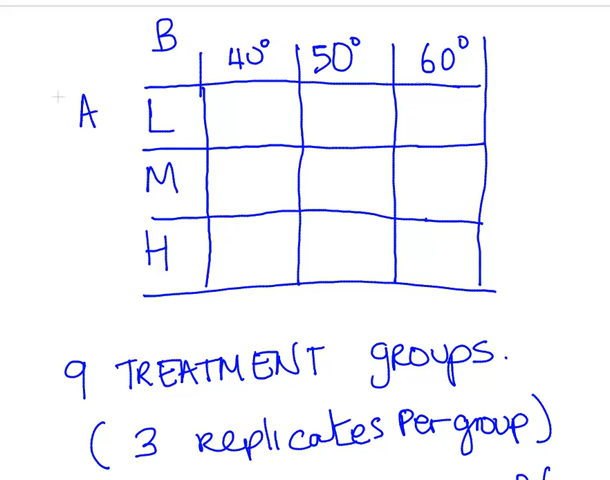 B
40° 50° 60°
A L
M
H
9 TREATMENT groups.
( 3 Replicates Per group )